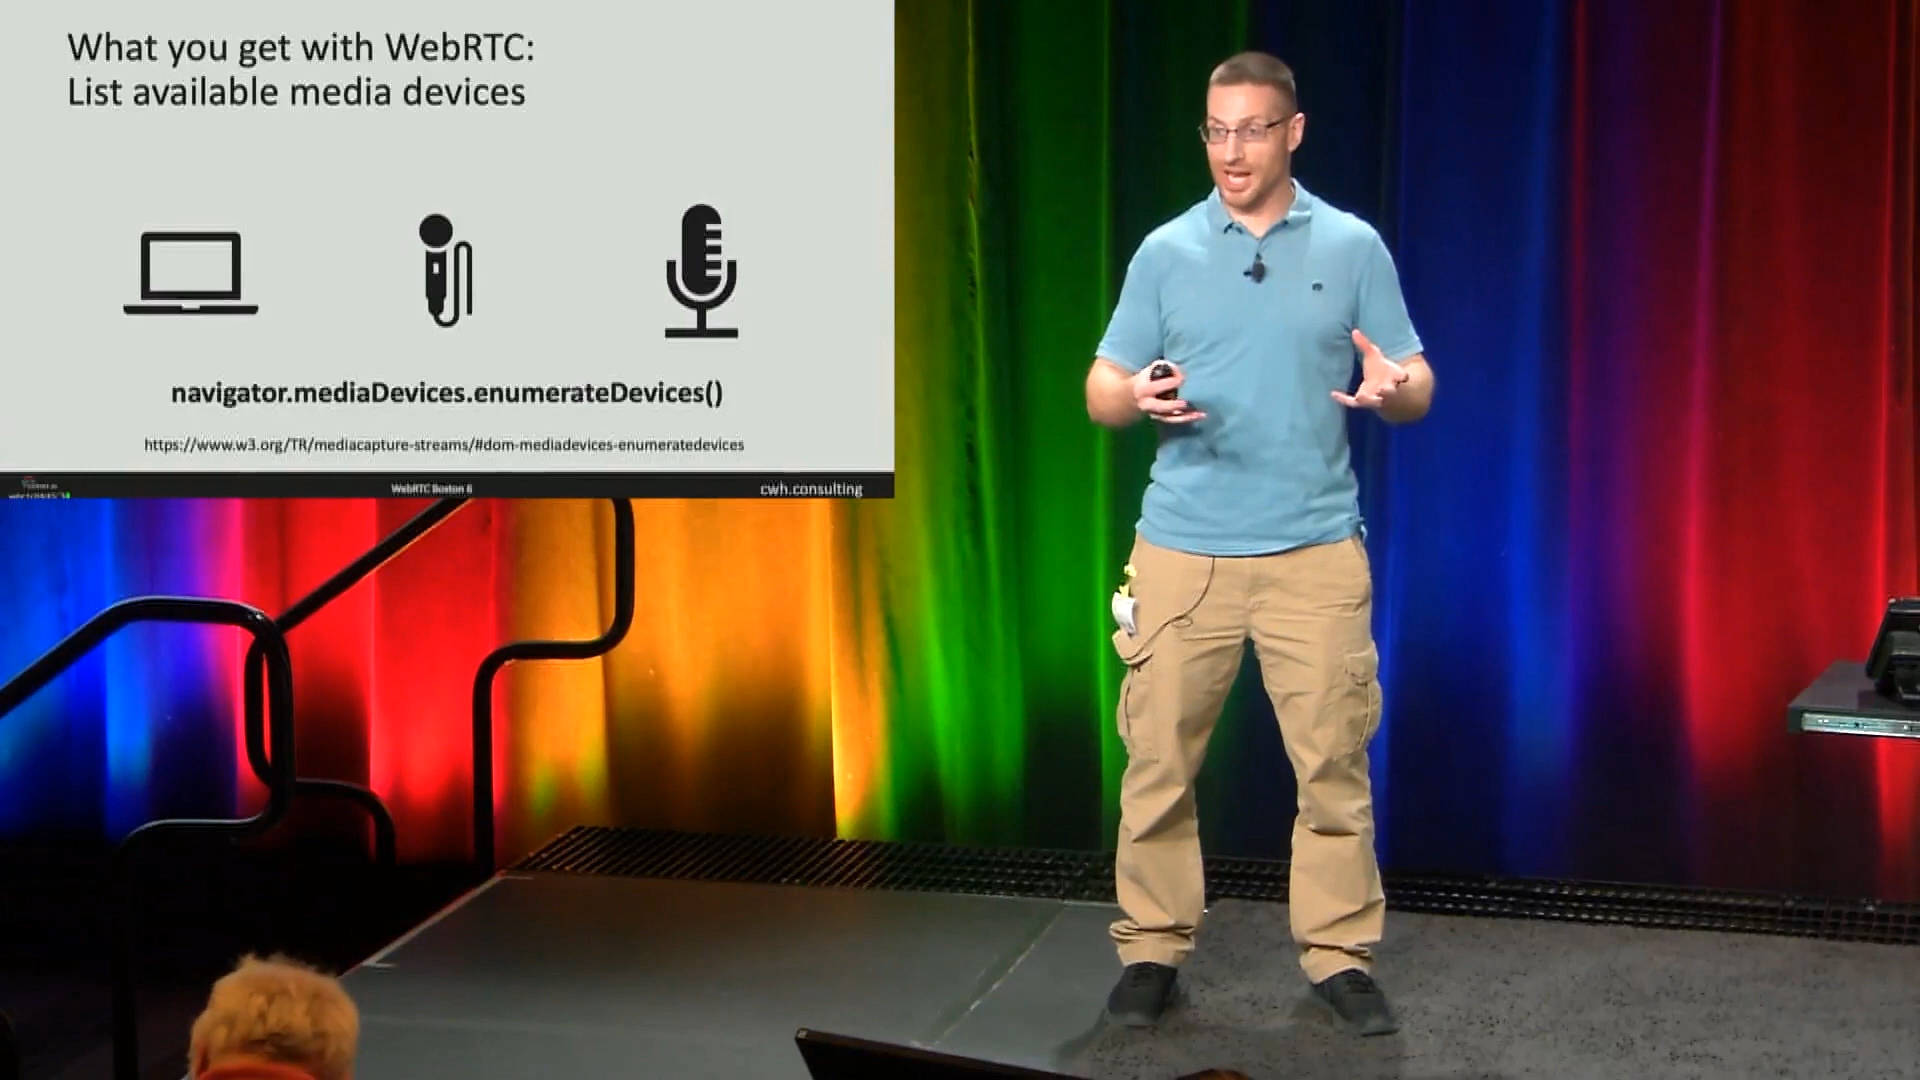 What you get with WebRTC:
List available media devices
navigator.mediaDevices.enumerateDevices()
https://www.w3.org/TR/mediacapture-streams/#dom-mediadevices-enumeratedevices
WebRTC Boston 6
cwh.consulting